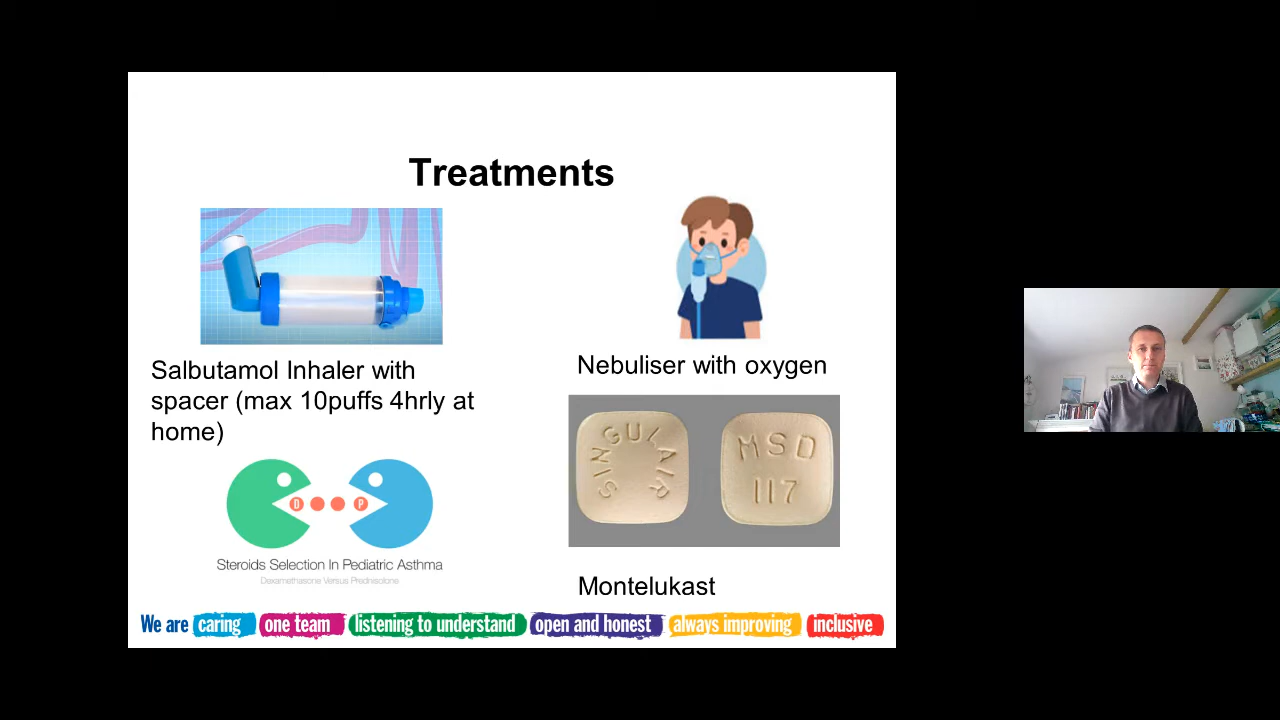 Treatments
Salbutamol Inhaler with
spacer (max 10puffs 4hrly at
home)
Nebuliser with oxygen
SINGULAIR
MSD
117
D
P
Steroids Selection In Pediatric Asthma
Dexamethasone Versus Prednisolone
Montelukast
We are caring one team listening to understand open and honest always improving inclusive